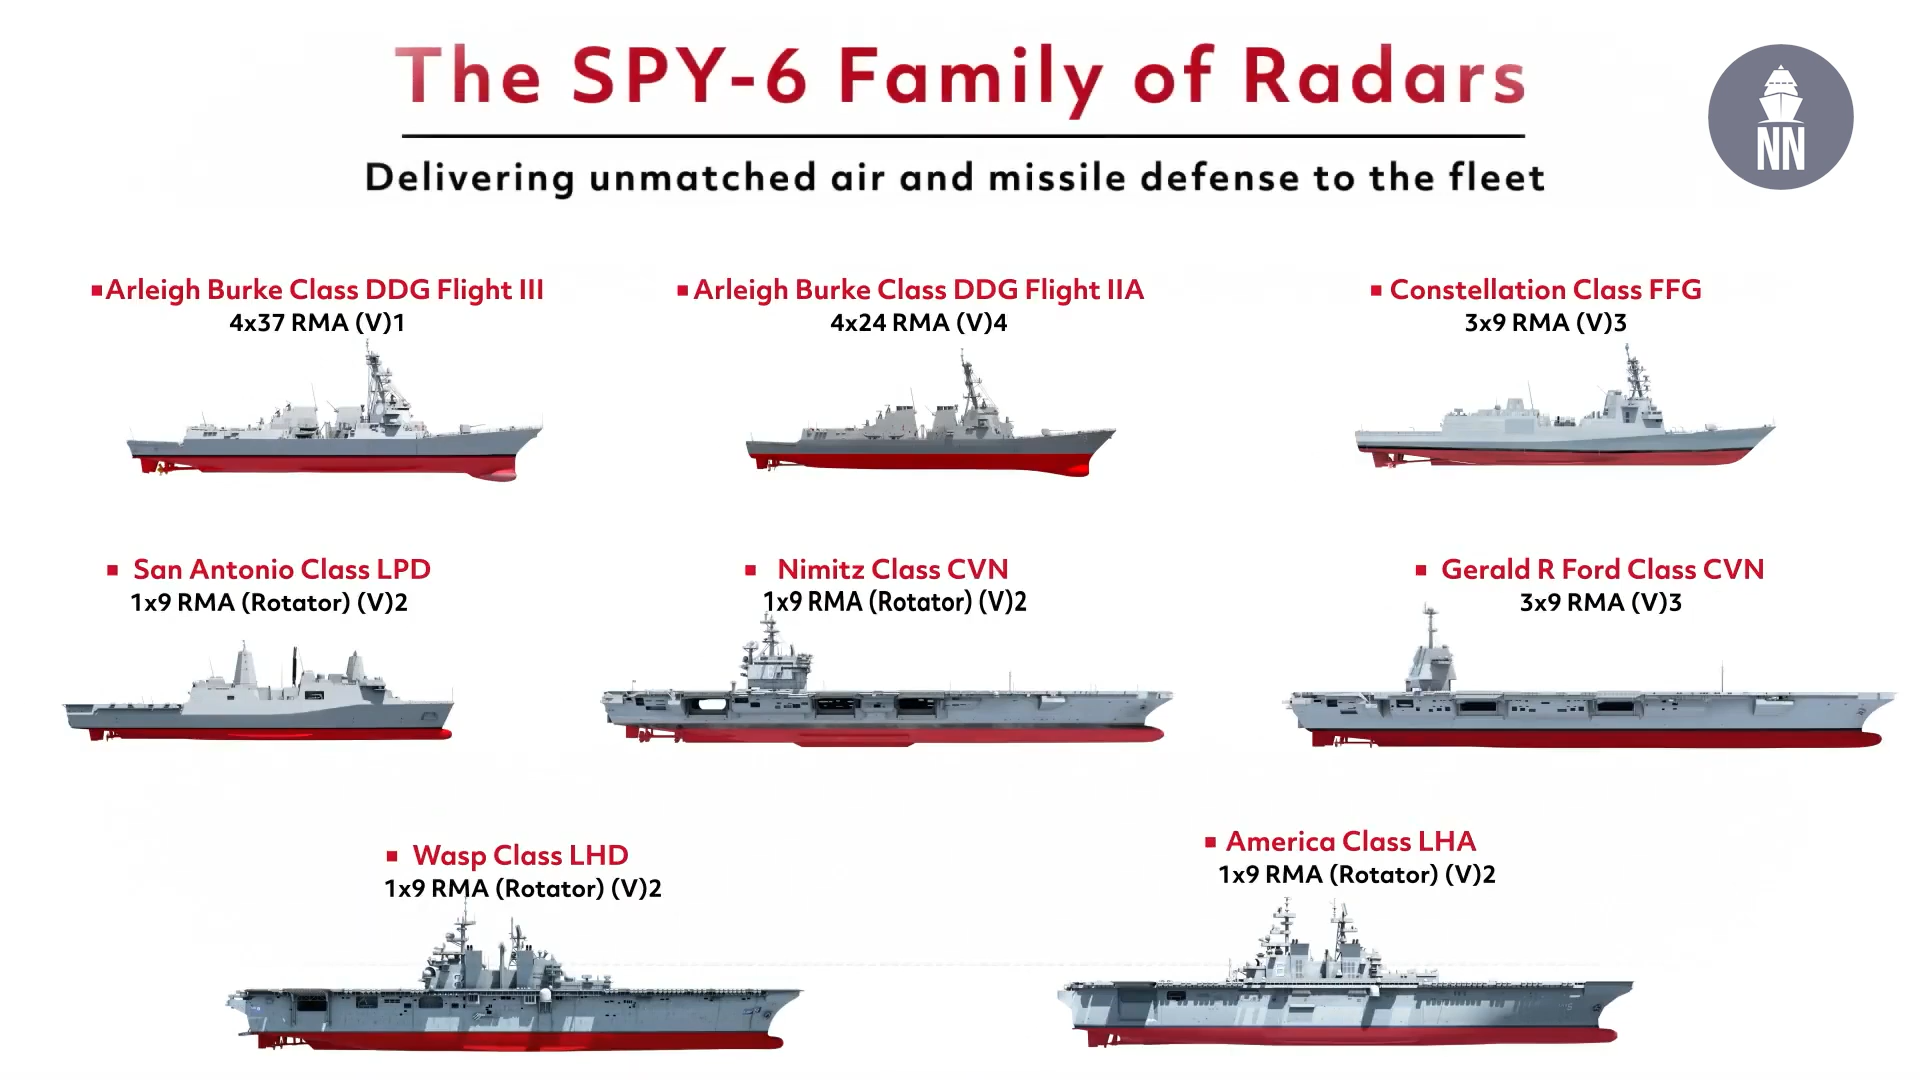 The SPY-6 Family of Radars
Delivering unmatched air and missile defense to the fleet
NN
Arleigh Burke Class DDG Flight III
4x37 RMA (V)1
Arleigh Burke Class DDG Flight IIA
4x24 RMA (V)4
Constellation Class FFG
3x9 RMA (V)3
San Antonio Class LPD
1x9 RMA (Rotator) (V)2
Nimitz Class CVN
1x9 RMA (Rotator) (V)2
Gerald R Ford Class CVN
3x9 RMA (V)3
Wasp Class LHD
1x9 RMA (Rotator) (V)2
America Class LHA
1x9 RMA (Rotator) (V)2